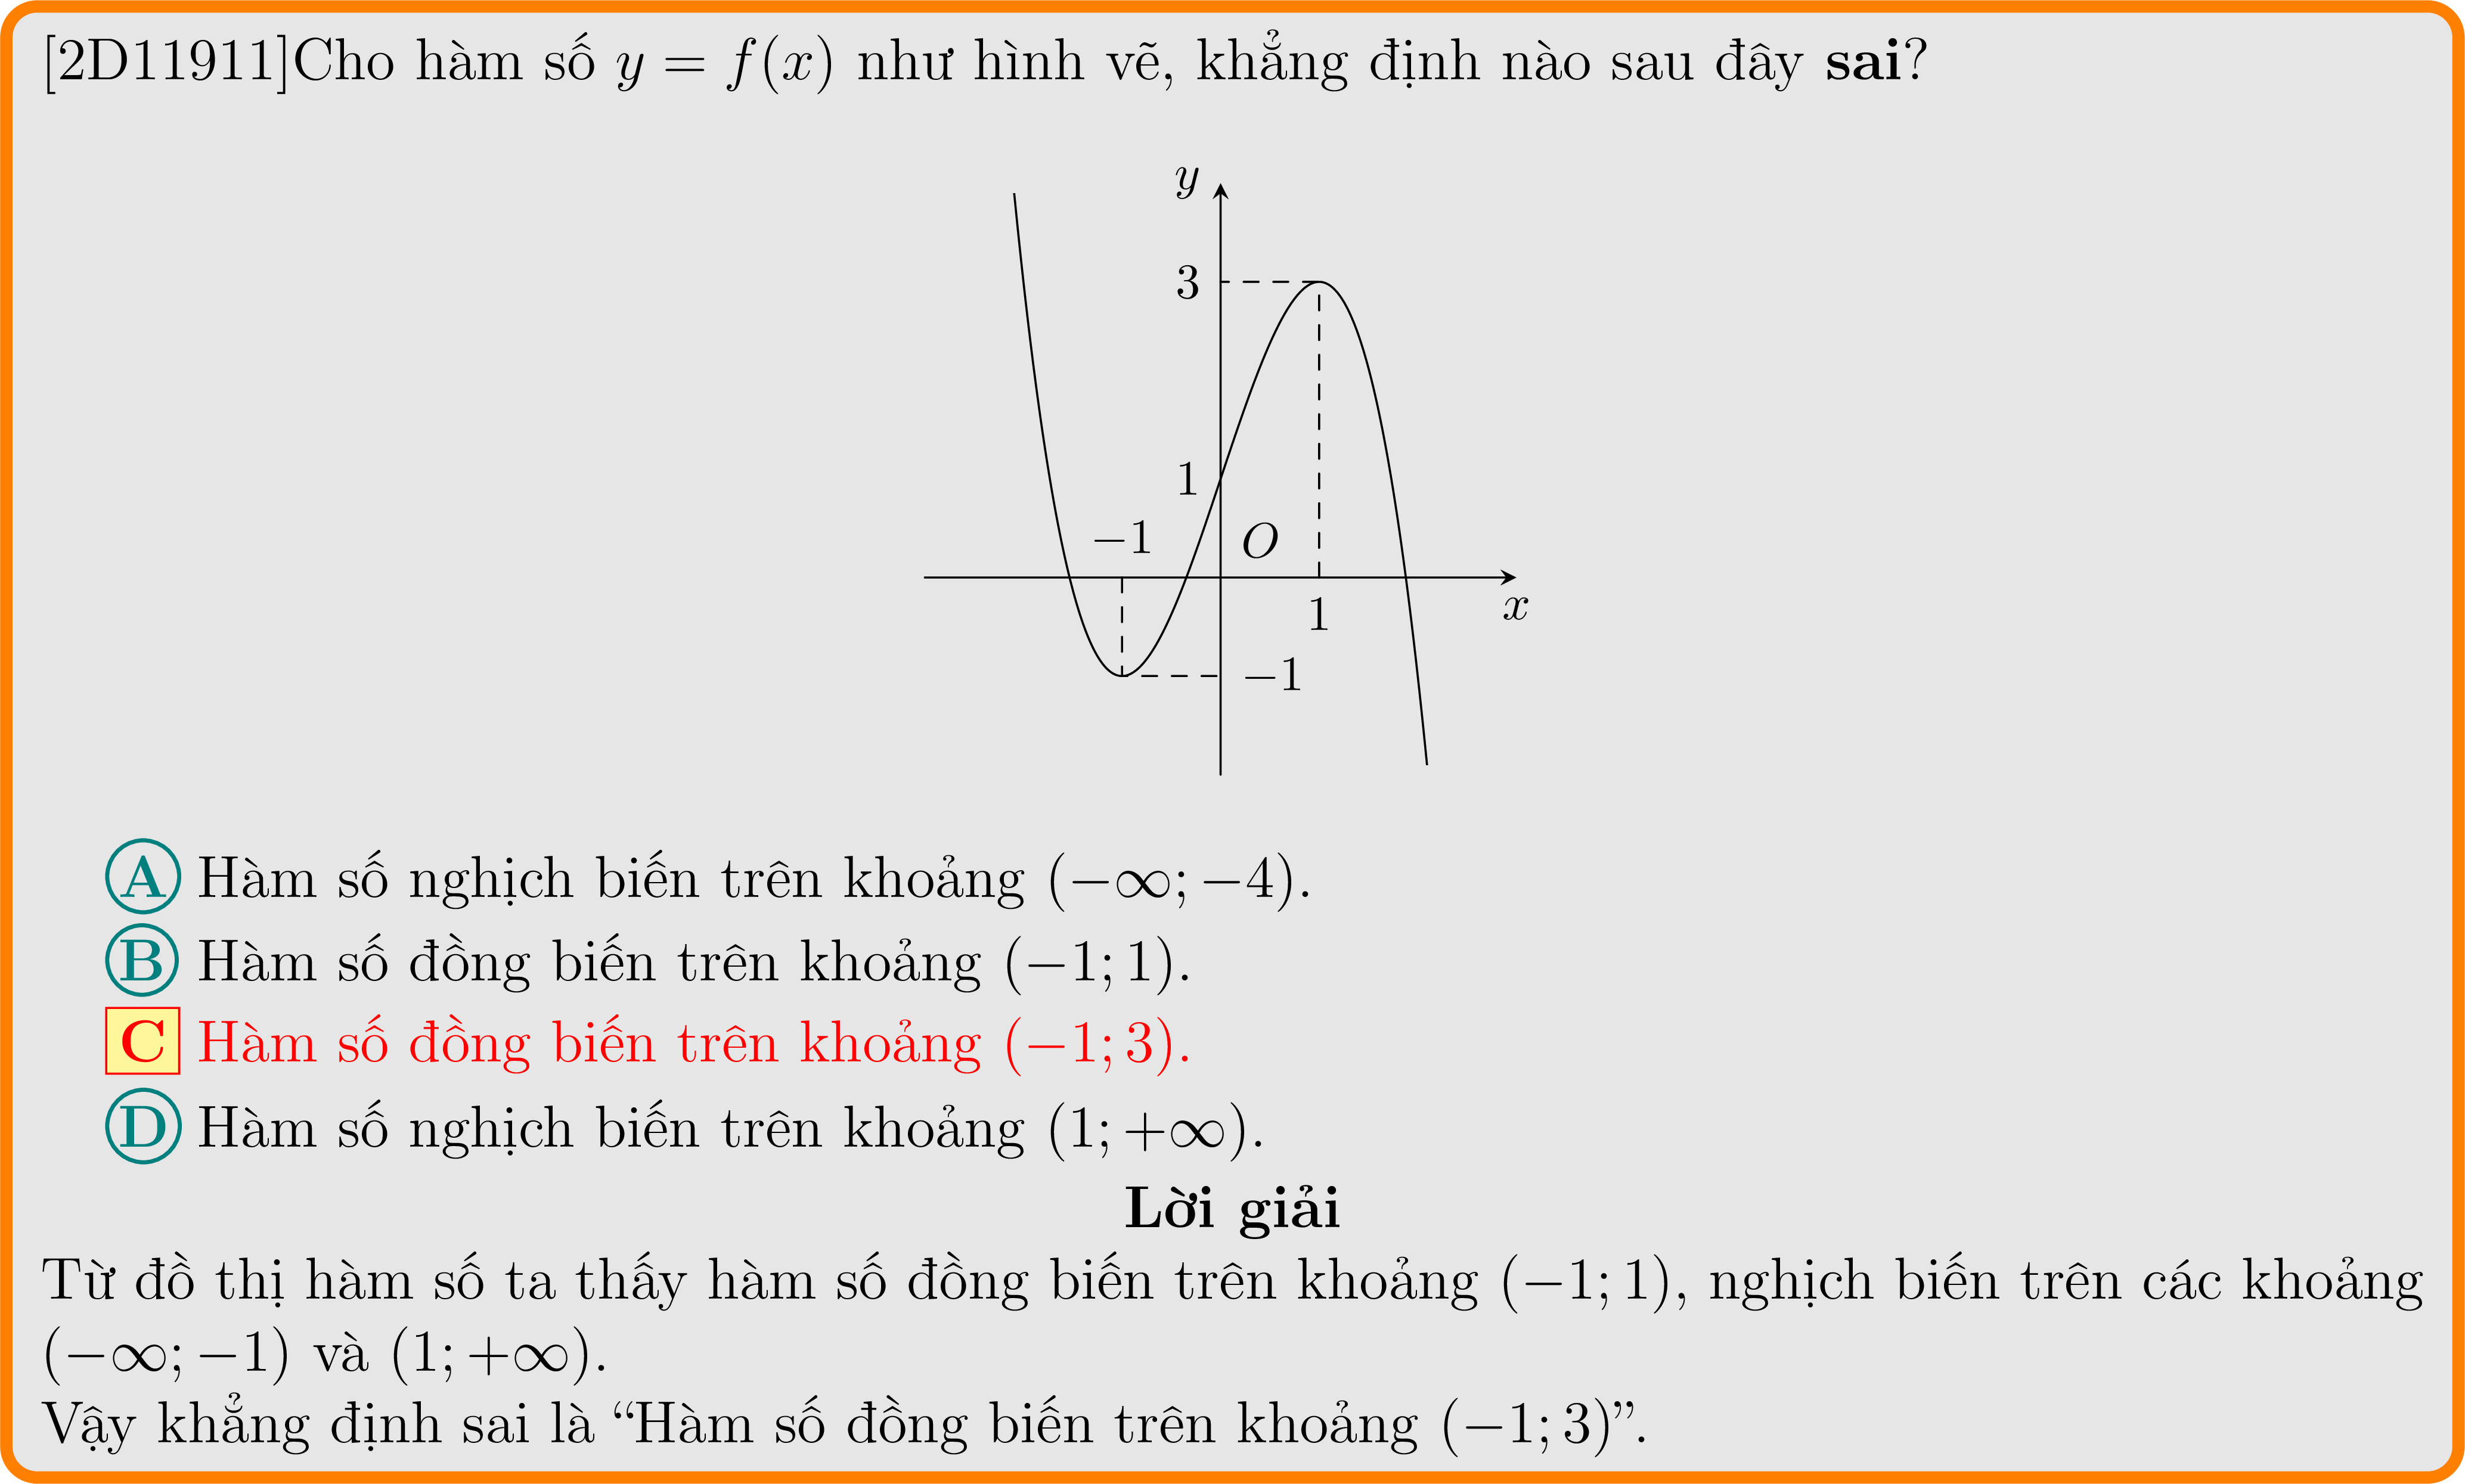 [2D11911]Cho hàm số y = f(x) như hình vẽ, khẳng định nào sau đây sai?
y
3
1
−1
O
1
x
−1
A Hàm số nghịch biến trên khoảng (−∞; −4).
B Hàm số đồng biến trên khoảng (−1; 1).
C Hàm số đồng biến trên khoảng (−1; 3).
D Hàm số nghịch biến trên khoảng (1; +∞).
Lời giải
Từ đồ thị hàm số ta thấy hàm số đồng biến trên khoảng (−1; 1), nghịch biến trên các khoảng
(−∞; −1) và (1; +∞).
Vậy khẳng định sai là “Hàm số đồng biến trên khoảng (−1; 3)”.